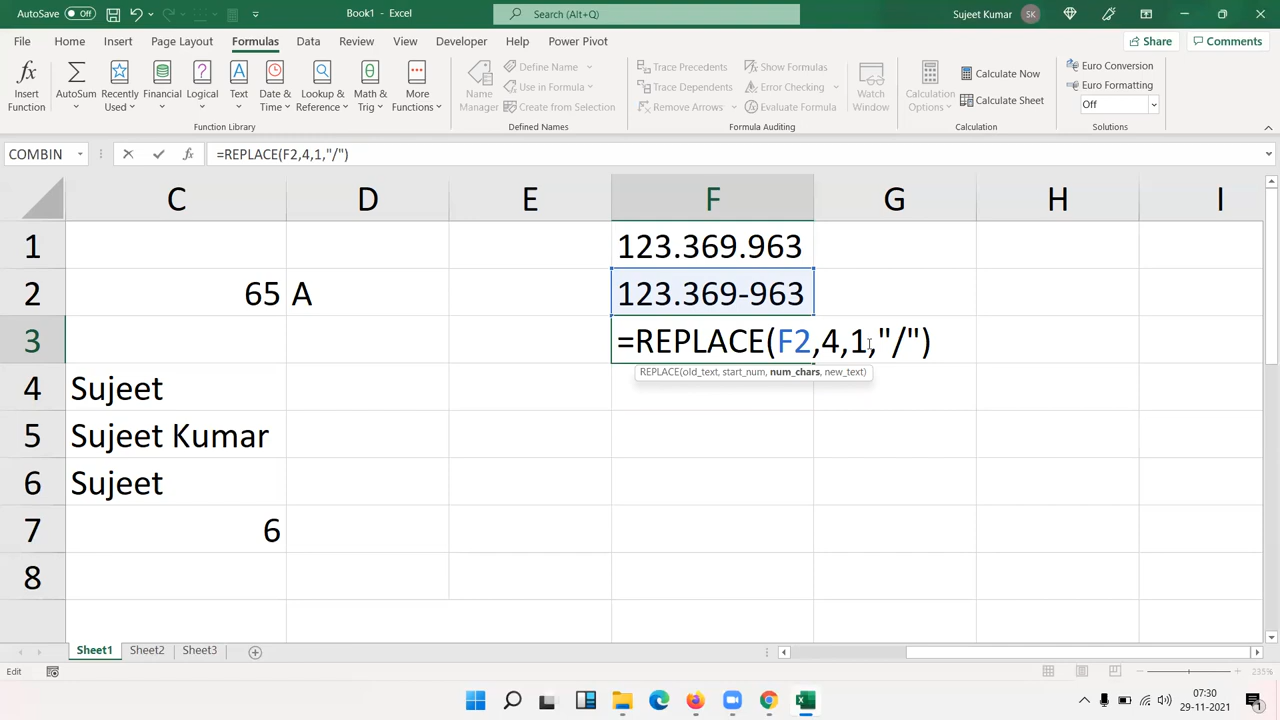 AutoSave Off Book1 - Excel Search (Alt+Q) Sujeet Kumar SK
File Home Insert Page Layout Formulas Data Review View Developer Help Power Pivot Share Comments
Insert Function
AutoSum
Recently Used
Financial
Logical
Text
Date & Time
Lookup & Reference
Math & Trig
More Functions
Function Library
Name Manager
Define Name
Use in Formula
Create from Selection
Defined Names
Trace Precedents
Trace Dependents
Remove Arrows
Show Formulas
Error Checking
Evaluate Formula
Formula Auditing
Watch Window
Calculation Options
Calculate Now
Calculate Sheet
Calculation
Euro Conversion
Euro Formatting
Off
Solutions
COMBIN fx =REPLACE(F2,4,1,"/")
C D E F G H I
1 123.369.963
2 65 A 123.369-963
3 =REPLACE(F2,4,1,"/")
REPLACE(old_text, start_num, num_chars, new_text)
4 Sujeet
5 Sujeet Kumar
6 Sujeet
7 6
8
Sheet1 Sheet2 Sheet3
Edit 235%
07:30
29-11-2021
1